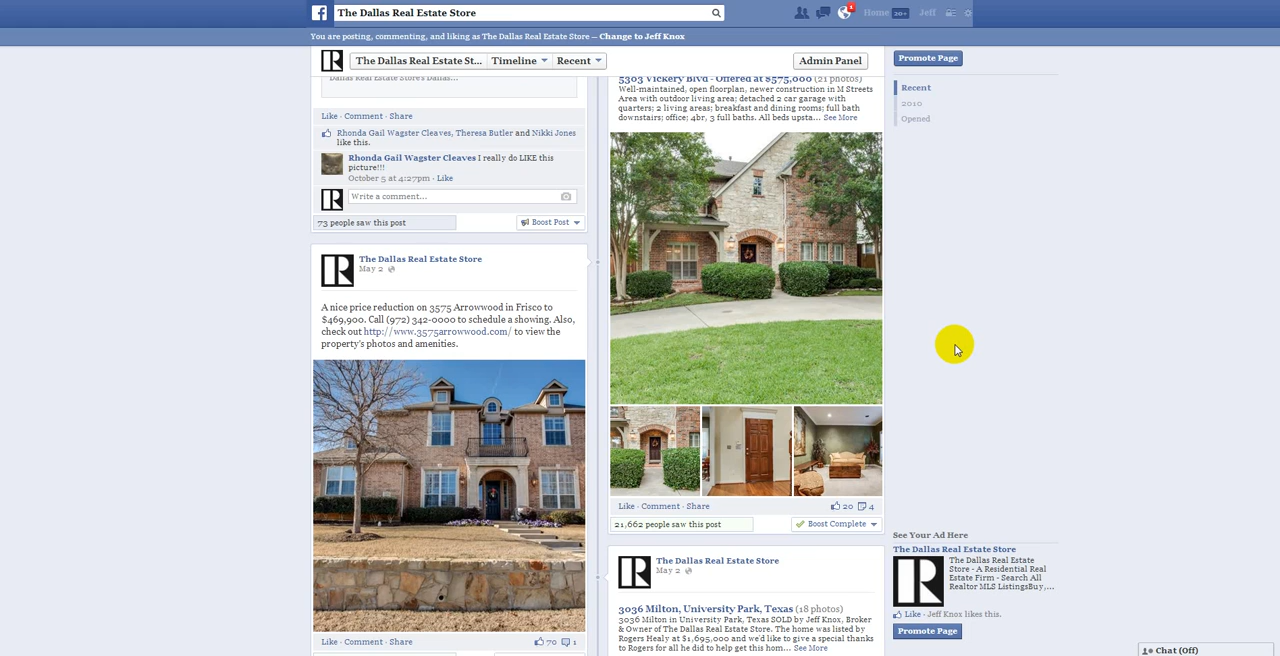 The Dallas Real Estate Store
1
Home 20+ Jeff
You are posting, commenting, and liking as The Dallas Real Estate Store — Change to Jeff Knox
The Dallas Real Estate St... Timeline Recent
Admin Panel
Promote Page
Recent
2010
Opened
Dallas Real Estate Store's Dallas...
Like · Comment · Share
Rhonda Gail Wagster Cleaves, Theresa Butler and Nikki Jones
like this.
Rhonda Gail Wagster Cleaves I really do LIKE this
picture!!!
October 5 at 4:27pm · Like
Write a comment...
73 people saw this post
Boost Post
The Dallas Real Estate Store
May 2
A nice price reduction on 3575 Arrowwood in Frisco to
$469,900. Call (972) 342-0000 to schedule a showing. Also,
check out http://www.3575arrowwood.com/ to view the
property's photos and amenities.
Like · Comment · Share
70 1
5303 Vickery Blvd - Offered at $575,000 (21 photos)
Well-maintained, open floorplan, newer construction in M Streets
Area with outdoor living area; detached 2 car garage with
quarters; 2 living areas; breakfast and dining rooms; full bath
downstairs; office; 4br, 3 full baths. All beds upsta... See More
Like · Comment · Share
20 4
21,662 people saw this post
Boost Complete
The Dallas Real Estate Store
May 2
3036 Milton, University Park, Texas (18 photos)
3036 Milton in University Park, Texas SOLD by Jeff Knox, Broker
& Owner of The Dallas Real Estate Store. The home was listed by
Rogers Healy at $1,695,000 and we'd like to give a special thanks
to Rogers for all he did to help get this hom... See More
See Your Ad Here
The Dallas Real Estate Store
The Dallas Real Estate
Store - A Residential Real
Estate Firm - Search All
Realtor MLS ListingsBuy,...
Like · Jeff Knox likes this.
Promote Page
Chat (Off)